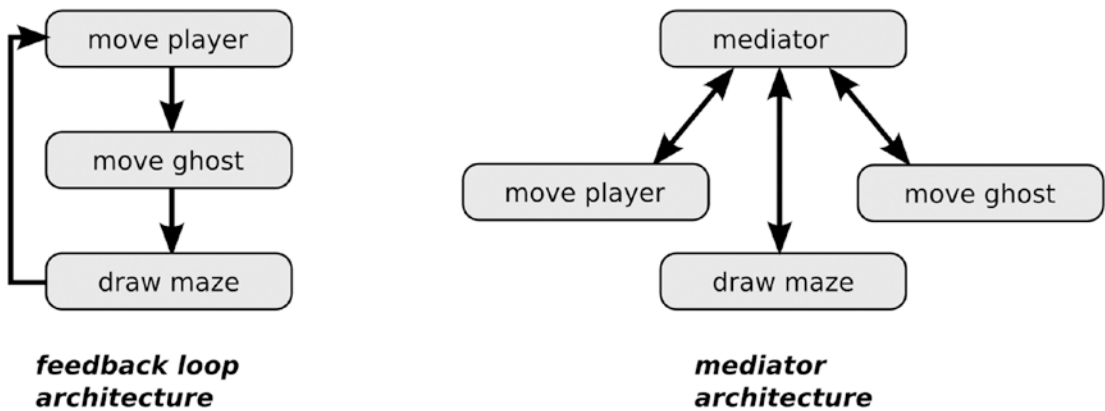 move player
move ghost
draw maze
feedback loop
architecture
mediator
move player
move ghost
draw maze
mediator
architecture